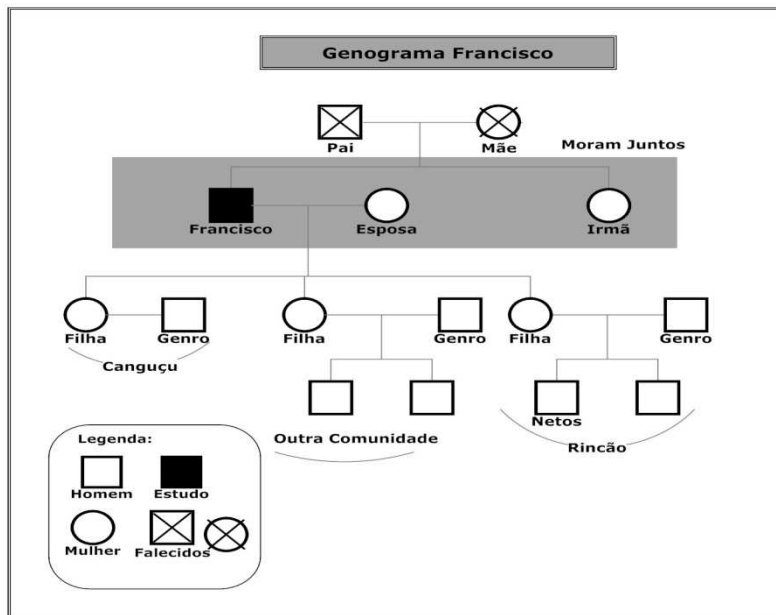 Genograma Francisco
Pai
Mãe
Moram Juntos
Francisco
Esposa
Irmã
Filha
Genro
Filha
Genro
Filha
Genro
Canguçu
Netos
Outra Comunidade
Rincão
Legenda:
Homem
Estudo
Mulher
Falecidos